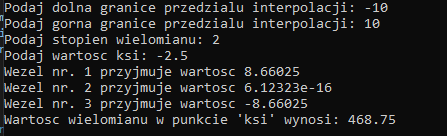 Podaj dolna granice przedzialu interpolacji: -10
Podaj gorna granice przedzialu interpolacji: 10
Podaj stopien wielomianu: 2
Podaj wartosc ksi: -2.5
Wezel nr. 1 przyjmuje wartosc 8.66025
Wezel nr. 2 przyjmuje wartosc 6.12323e-16
Wezel nr. 3 przyjmuje wartosc -8.66025
Wartosc wielomianu w punkcie 'ksi' wynosi: 468.75